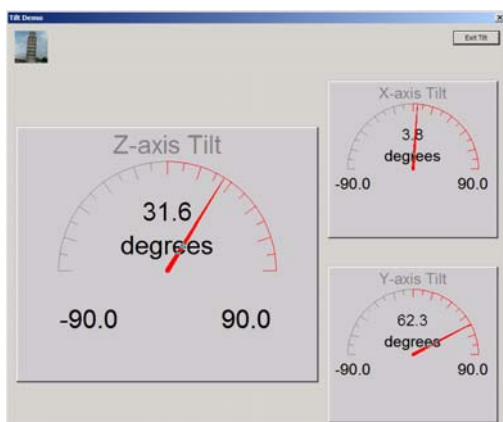 Tilt Demo
Exit Tilt
Z-axis Tilt
31.6
degrees
-90.0 90.0
X-axis Tilt
3.8
degrees
-90.0 90.0
Y-axis Tilt
62.3
degrees
-90.0 90.0